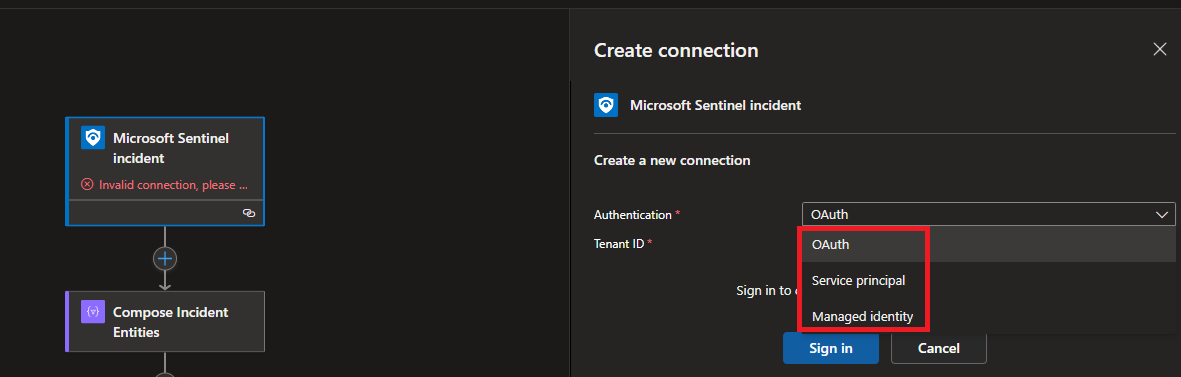 Create connection
Microsoft Sentinel incident
Create a new connection
Authentication *
OAuth
Tenant ID *
OAuth
Service principal
Managed identity
Sign in to
Sign in
Cancel
Microsoft Sentinel
incident
Invalid connection, please ...
Compose Incident
Entities